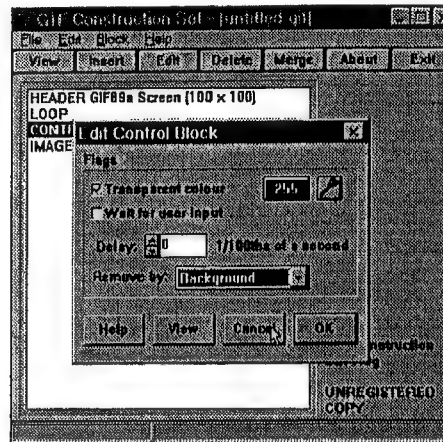 GIF Construction Set - [untitled.gif]
File Edit Block Help
View Insert Edit Delete Merge About Exit
HEADER GIF89a Screen (100 x 100)
LOOP
CONTR
IMAGE
Edit Control Block
Flags
Transparent colour 255
Wait for user input
Delay: 0 1/100ths of a second
Remove by: Background
Help View Cancel OK
nstruction
UNREGISTERED
COPY